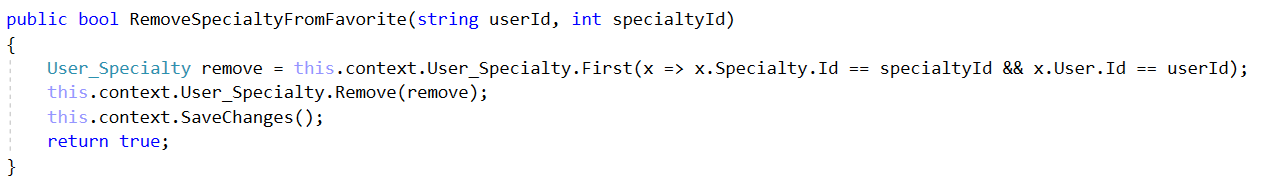 public bool RemoveSpecialtyFromFavorite(string userId, int specialtyId)
{
    User_Specialty remove = this.context.User_Specialty.First(x => x.Specialty.Id == specialtyId && x.User.Id == userId);
    this.context.User_Specialty.Remove(remove);
    this.context.SaveChanges();
    return true;
}